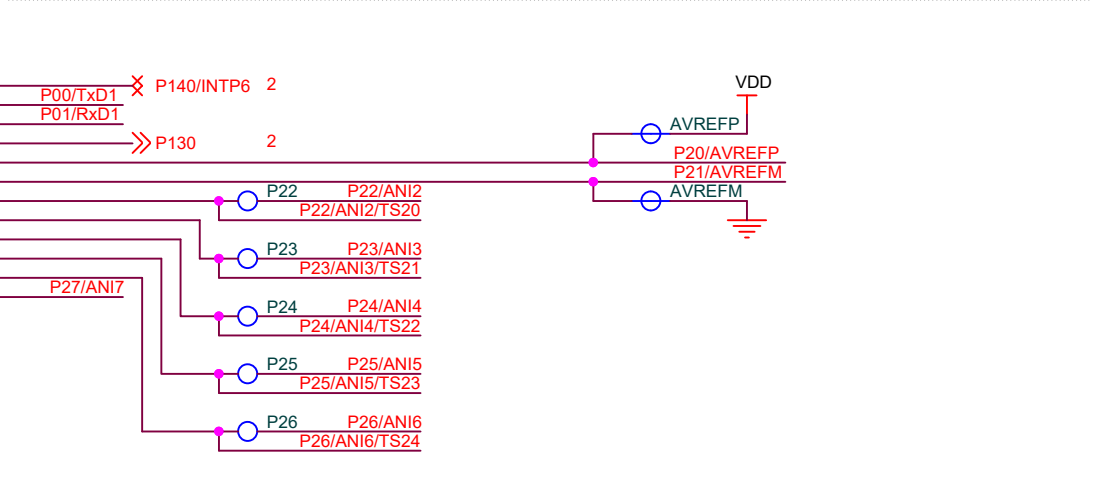 VDD
P140/INTP6 2
P00/TxD1
P01/RxD1
AVREFP
P130 2
P20/AVREFP
P21/AVREFM
AVREFM
P22 P22/ANI2
P22/ANI2/TS20
P23 P23/ANI3
P23/ANI3/TS21
P27/ANI7
P24 P24/ANI4
P24/ANI4/TS22
P25 P25/ANI5
P25/ANI5/TS23
P26 P26/ANI6
P26/ANI6/TS24